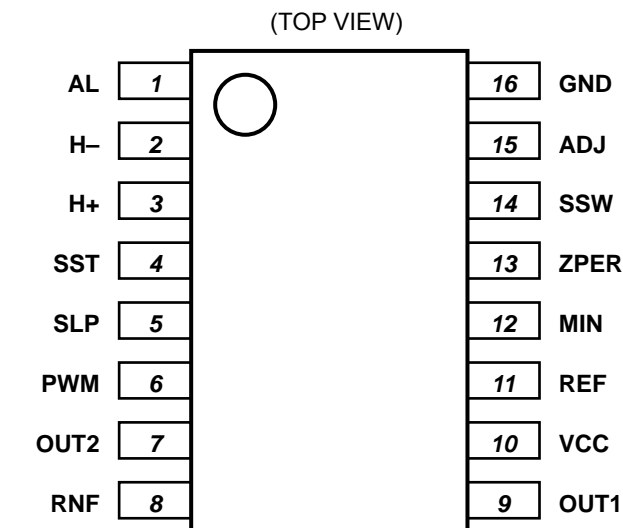 (TOP VIEW)
AL 1 16 GND
H– 2 15 ADJ
H+ 3 14 SSW
SST 4 13 ZPER
SLP 5 12 MIN
PWM 6 11 REF
OUT2 7 10 VCC
RNF 8 9 OUT1